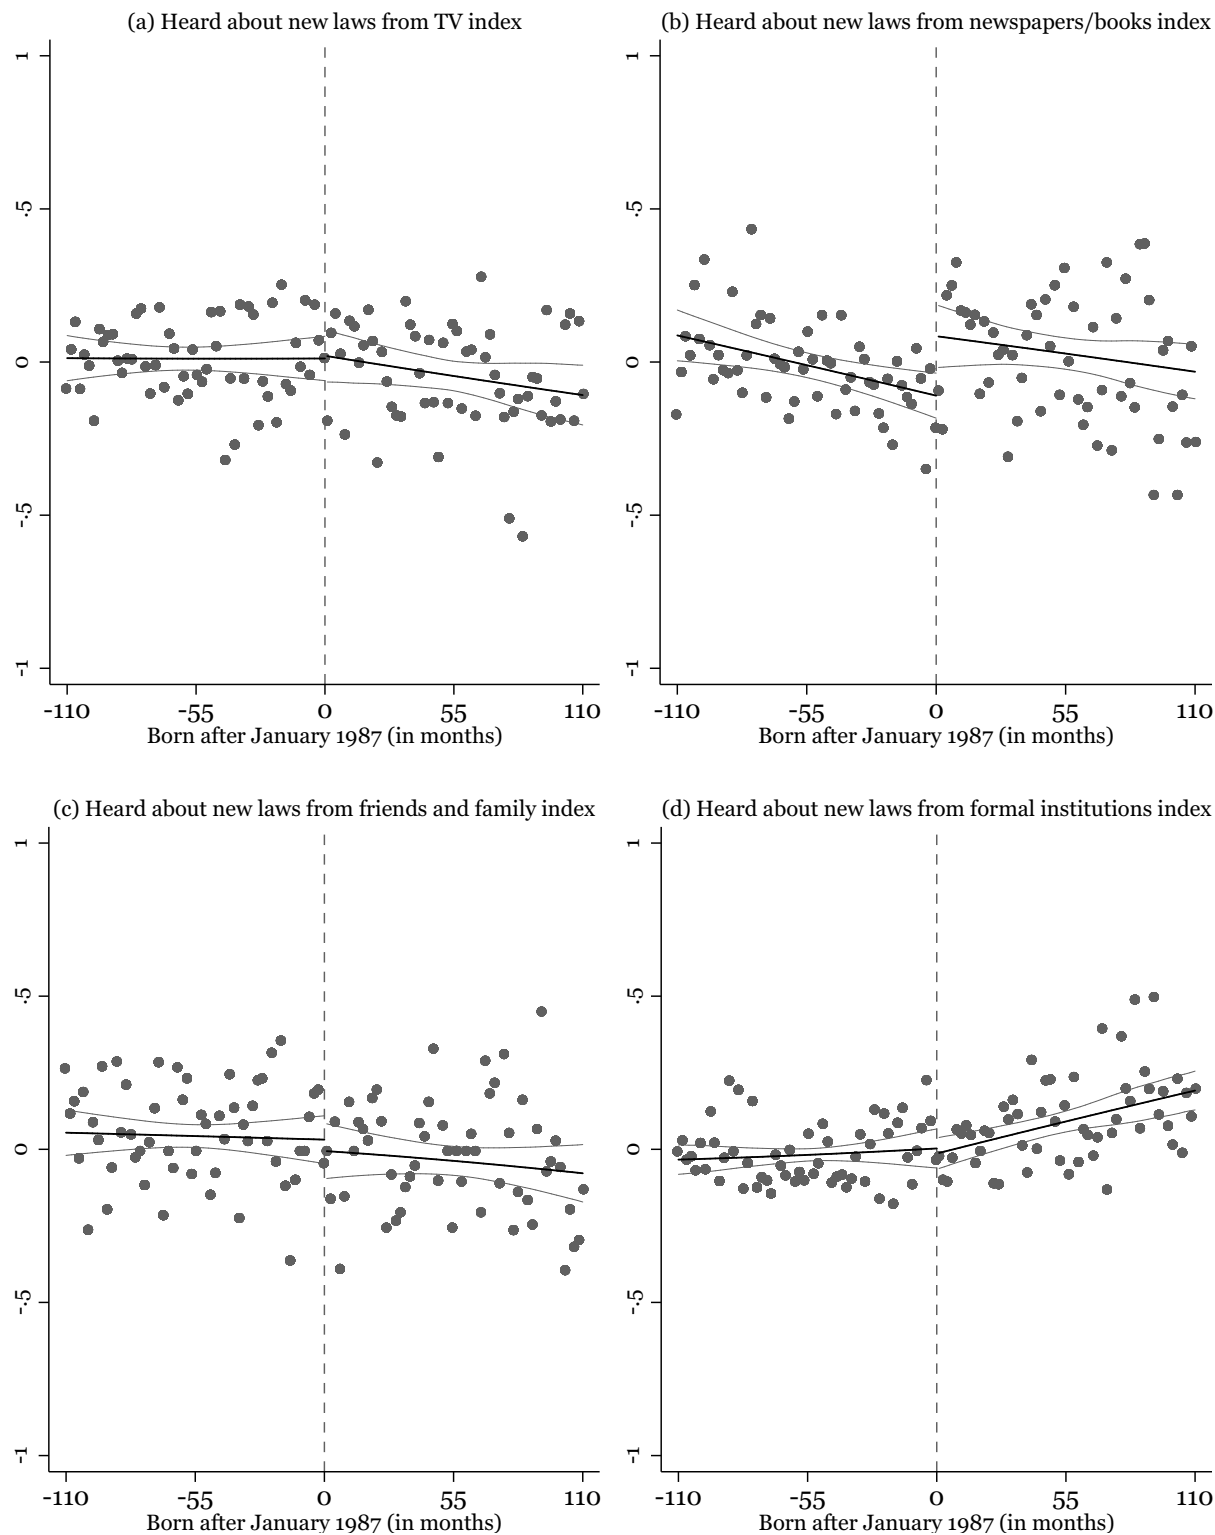 (a) Heard about new laws from TV index
1
.5
0
-.5
-1
-110 -55 0 55 110
Born after January 1987 (in months)
(b) Heard about new laws from newspapers/books index
1
.5
0
-.5
-1
-110 -55 0 55 110
Born after January 1987 (in months)
(c) Heard about new laws from friends and family index
1
.5
0
-.5
-1
-110 -55 0 55 110
Born after January 1987 (in months)
(d) Heard about new laws from formal institutions index
1
.5
0
-.5
-1
-110 -55 0 55 110
Born after January 1987 (in months)